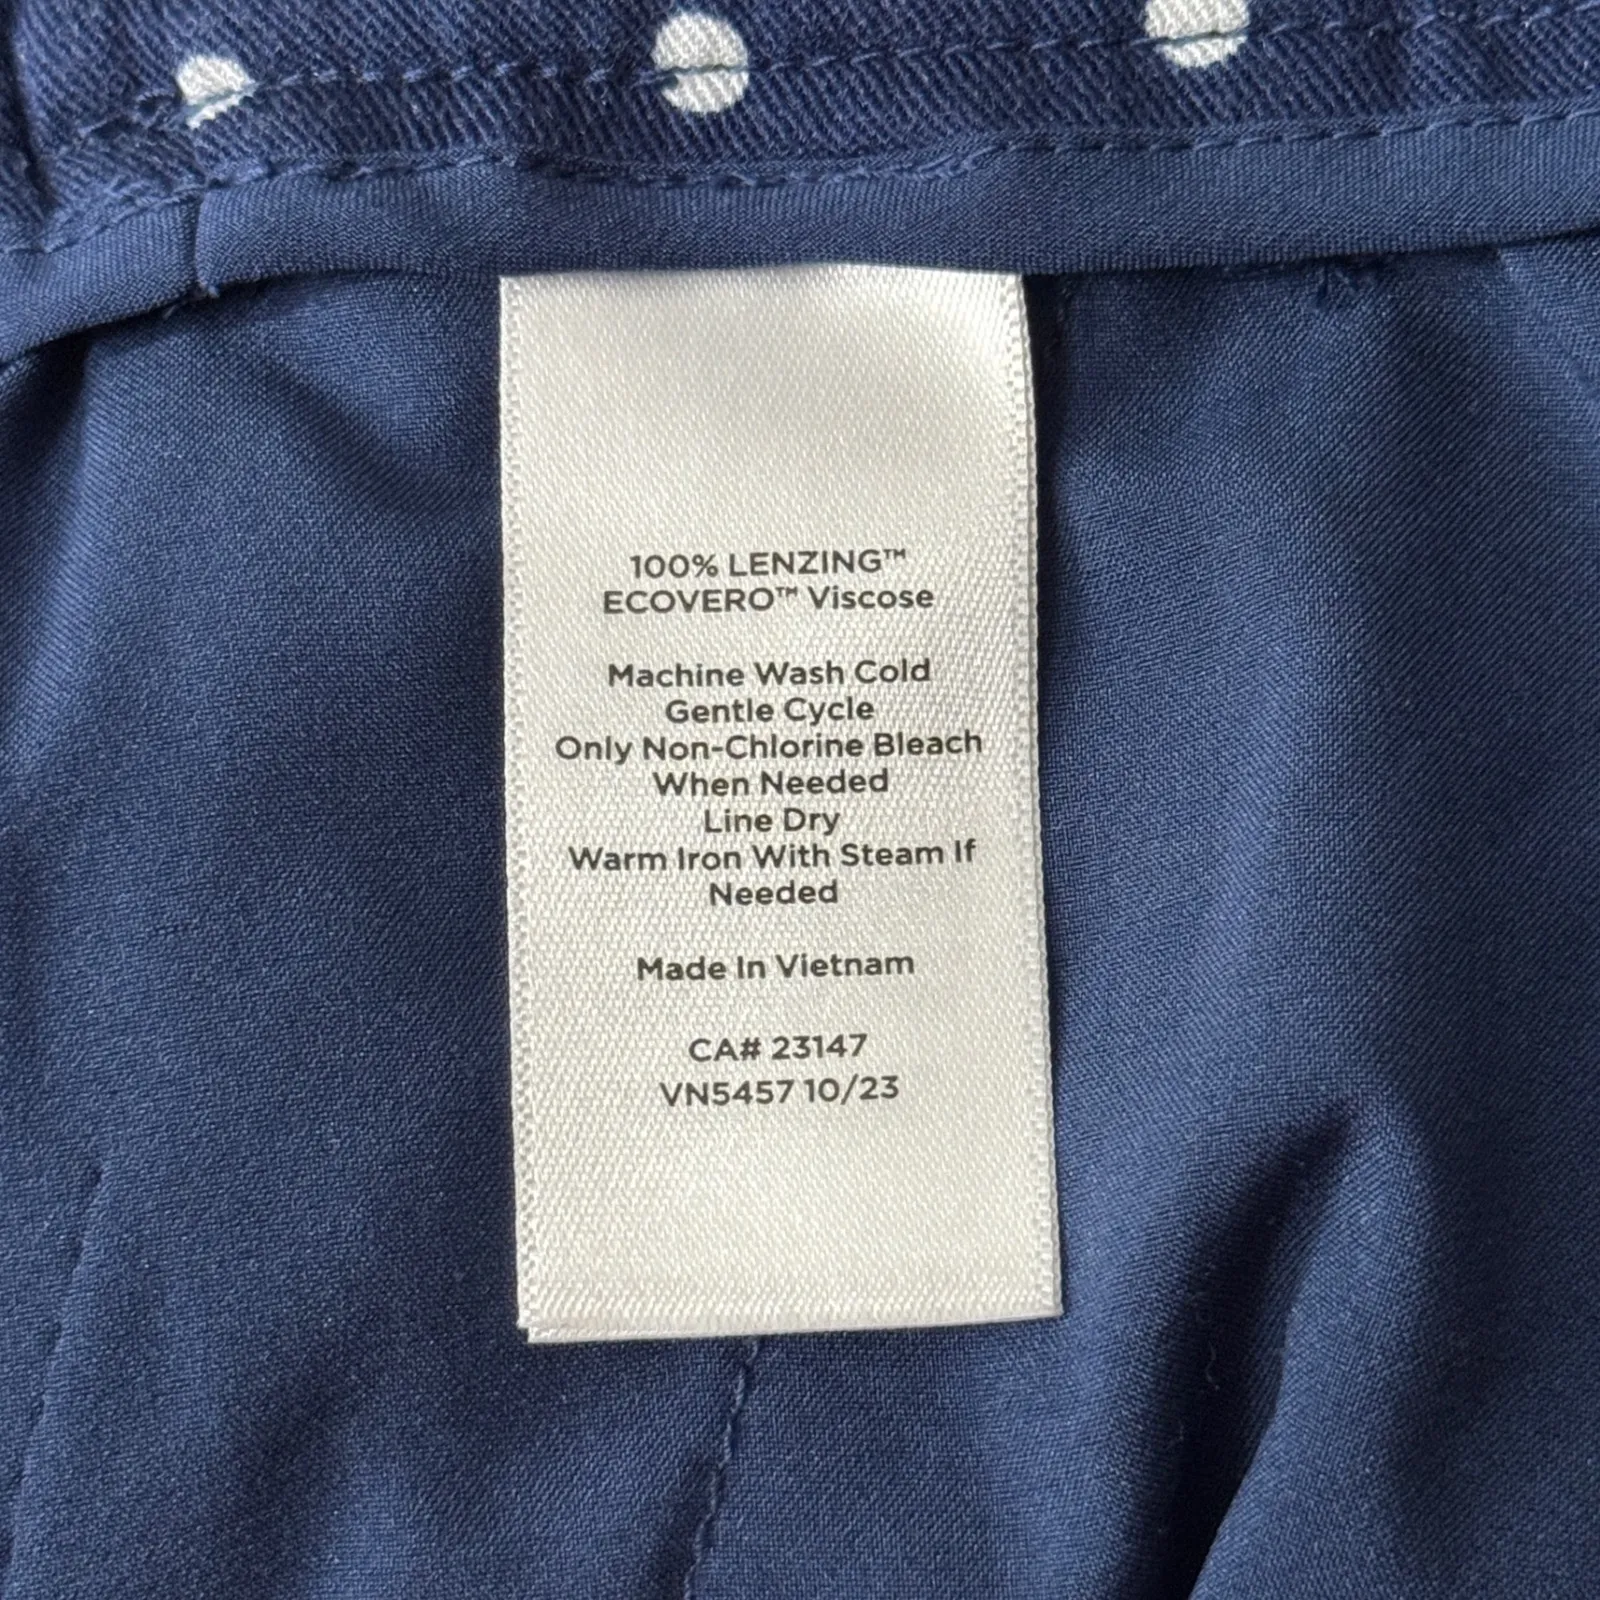 100% LENZING™
ECOVERO™ Viscose
Machine Wash Cold
Gentle Cycle
Only Non-Chlorine Bleach
When Needed
Line Dry
Warm Iron With Steam If
Needed
Made In Vietnam
CA# 23147
VN5457 10/23